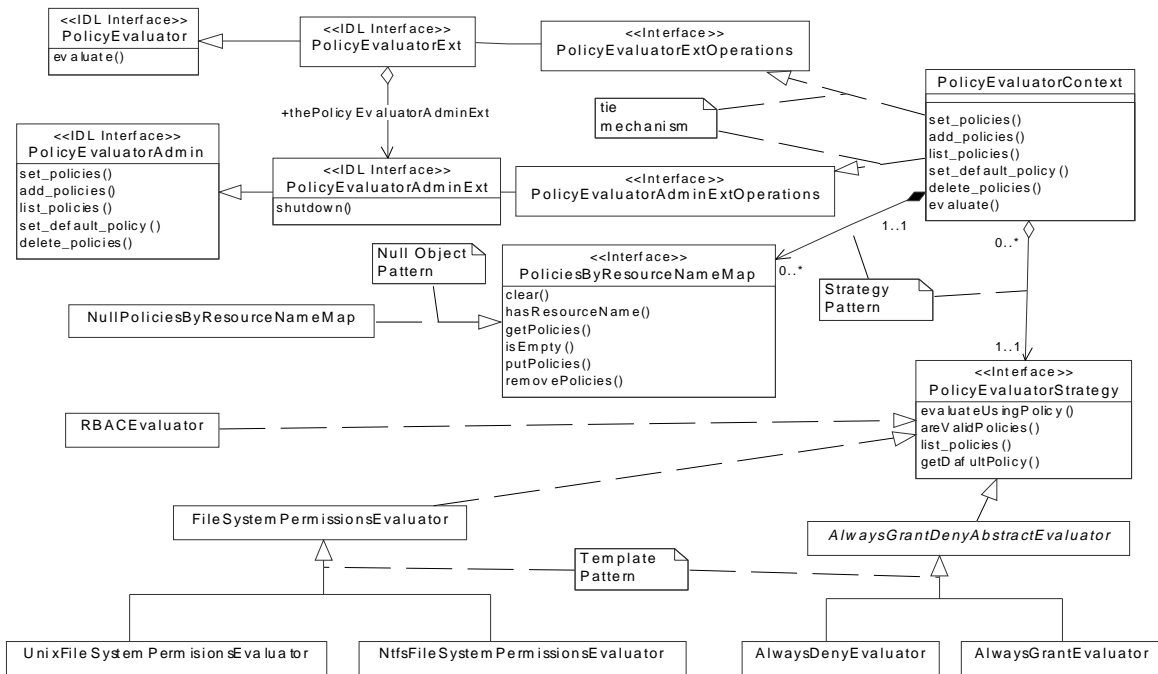 <<IDL Interface>>
PolicyEvaluator
evaluate()
<<IDL Interface>>
PolicyEvaluatorExt
<<Interface>>
PolicyEvaluatorExtOperations
PolicyEvaluatorContext
set_policies()
add_policies()
list_policies()
set_default_policy()
delete_policies()
evaluate()
tie
mechanism
+thePolicyEvaluatorAdminExt
<<IDL Interface>>
PolicyEvaluatorAdmin
set_policies()
add_policies()
list_policies()
set_default_policy()
delete_policies()
<<IDL Interface>>
PolicyEvaluatorAdminExt
shutdown()
<<Interface>>
PolicyEvaluatorAdminExtOperations
1..1
0..*
0..*
Null Object
Pattern
<<Interface>>
PoliciesByResourceNameMap
clear()
hasResourceName()
getPolicies()
isEmpty()
putPolicies()
removePolicies()
Strategy
Pattern
NullPoliciesByResourceNameMap
1..1
<<Interface>>
PolicyEvaluatorStrategy
evaluateUsingPolicy()
areValidPolicies()
list_policies()
getDafultPolicy()
RBACEvaluator
FileSystemPermissionsEvaluator
AlwaysGrantDenyAbstractEvaluator
Template
Pattern
UnixFileSystemPermisionsEvaluator
NtfsFileSystemPermissionsEvaluator
AlwaysDenyEvaluator
AlwaysGrantEvaluator